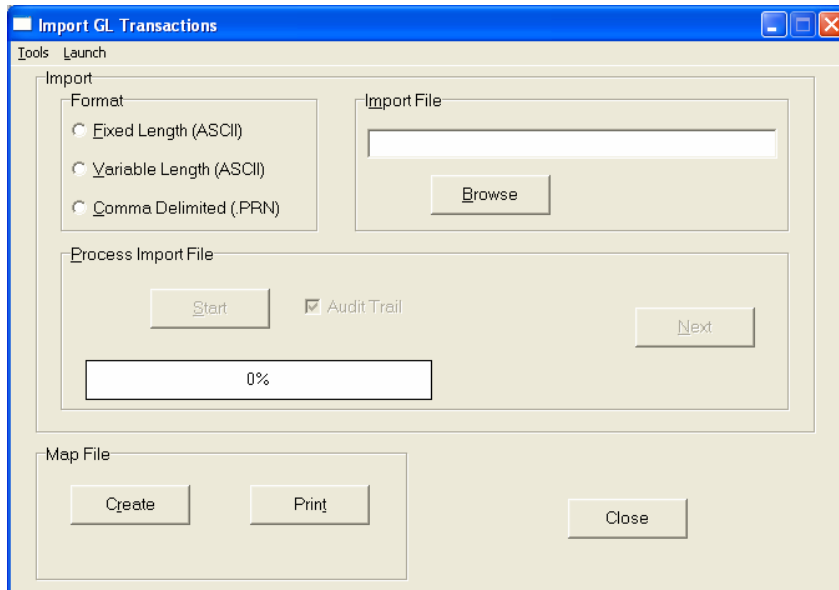 Import GL Transactions
Tools Launch
Import
Format
Fixed Length (ASCII)
Variable Length (ASCII)
Comma Delimited (.PRN)
Import File
Browse
Process Import File
Start
Audit Trail
Next
0%
Map File
Create
Print
Close